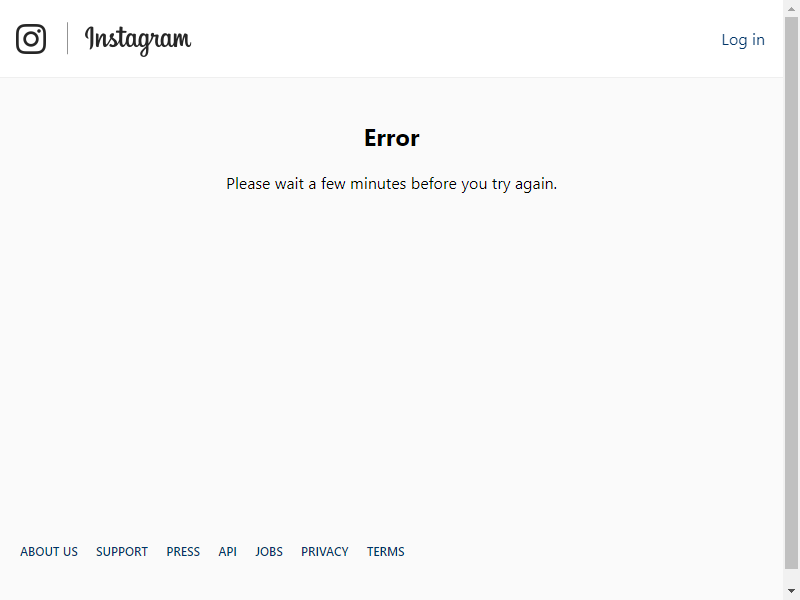 Instagram
Log in
Error
Please wait a few minutes before you try again.
ABOUT US SUPPORT PRESS API JOBS PRIVACY TERMS